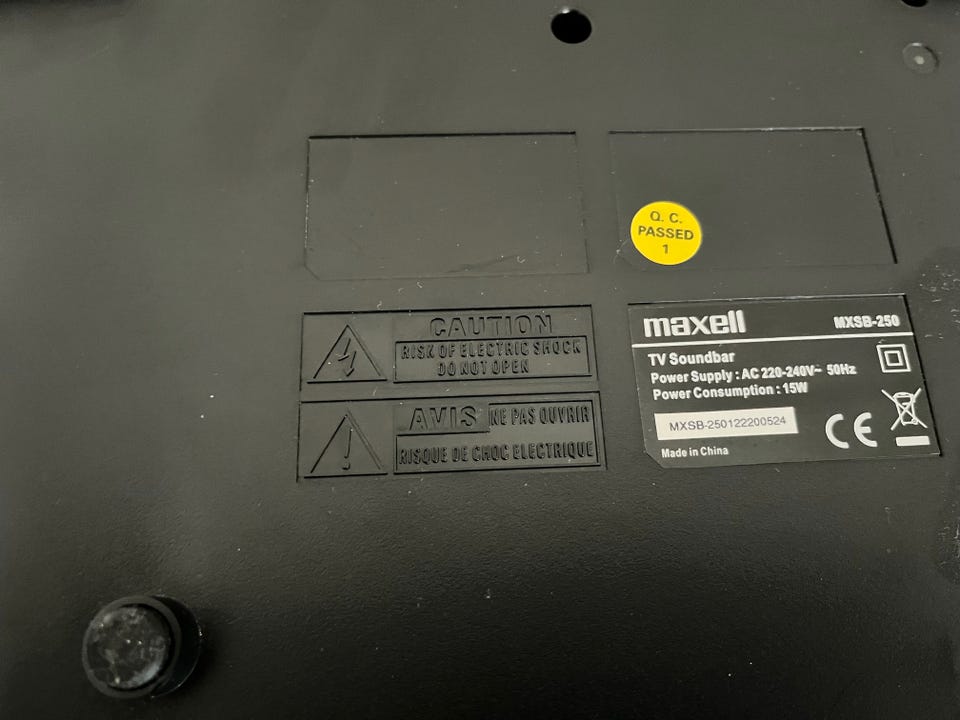 Q. C.
PASSED
1
CAUTION
RISK OF ELECTRIC SHOCK
DO NOT OPEN
AVIS NE PAS OUVRIR
RISQUE DE CHOC ELECTRIQUE
maxell MXSB-250
TV Soundbar
Power Supply : AC 220-240V~ 50Hz
Power Consumption : 15W
MXSB-250122200524
CE
Made in China